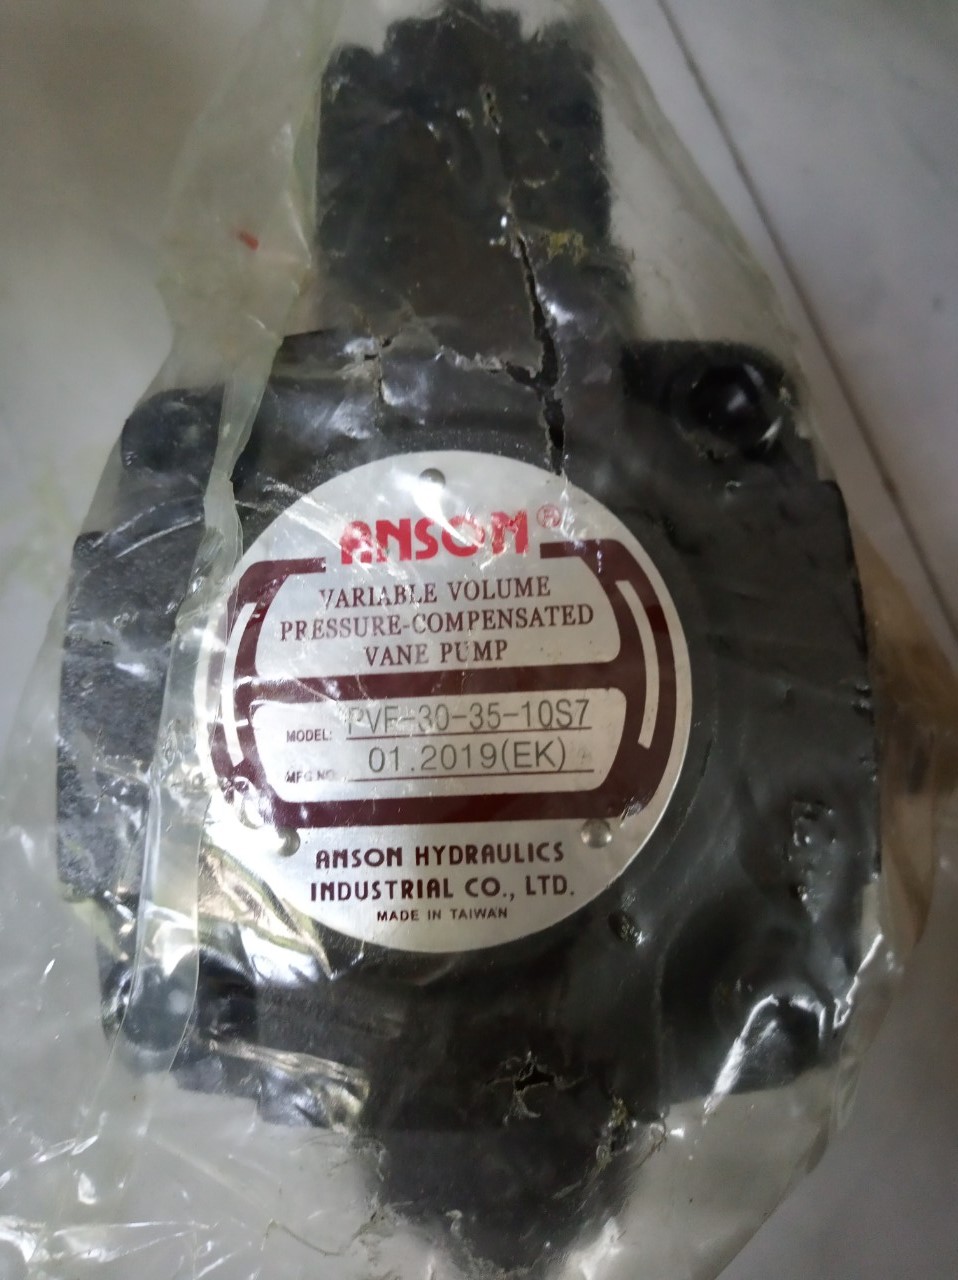 ANSON®
VARIABLE VOLUME
PRESSURE-COMPENSATED
VANE PUMP
MODEL: PVF-30-35-10S7
MFG NO. 01.2019(EK)
ANSON HYDRAULICS
INDUSTRIAL CO., LTD.
MADE IN TAIWAN